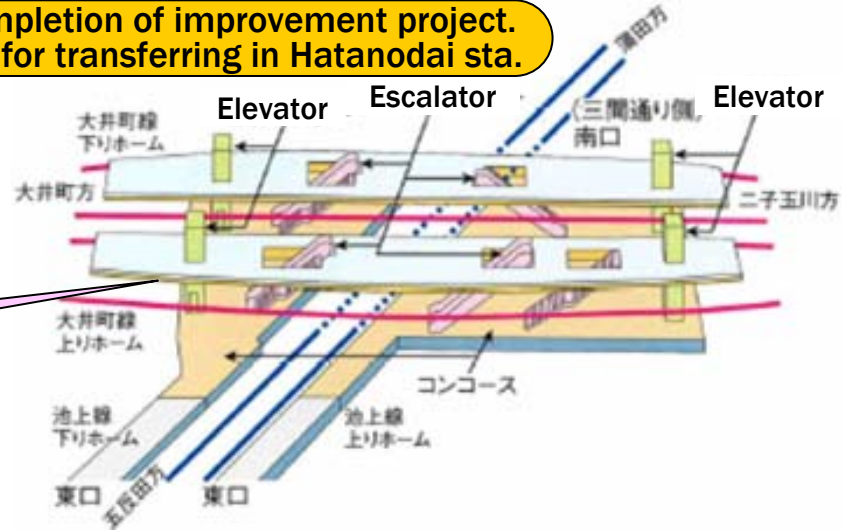 mpletion of improvement project.
for transferring in Hatanodai sta.
蒲田方
Elevator
Escalator
Elevator
大井町線
下りホーム
(三間通り側)
南口
大井町方
二子玉川方
大井町線
上りホーム
コンコース
池上線
下りホーム
池上線
上りホーム
東口
五反田方
東口